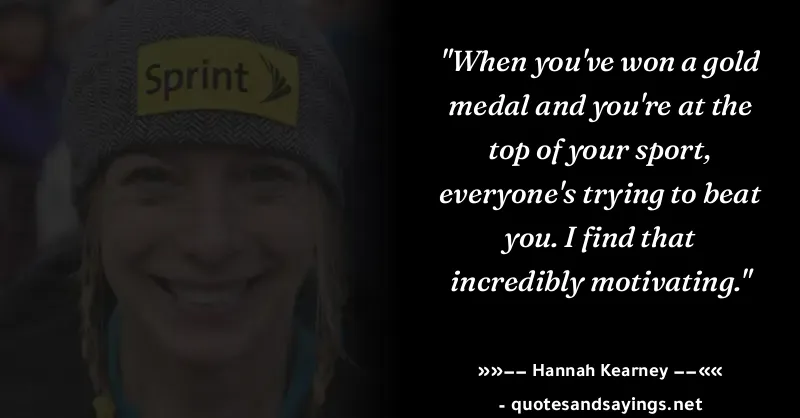 Sprint
"When you've won a gold
medal and you're at the
top of your sport,
everyone's trying to beat
you. I find that
incredibly motivating."
»»−− Hannah Kearney −−««
- quotesandsayings.net